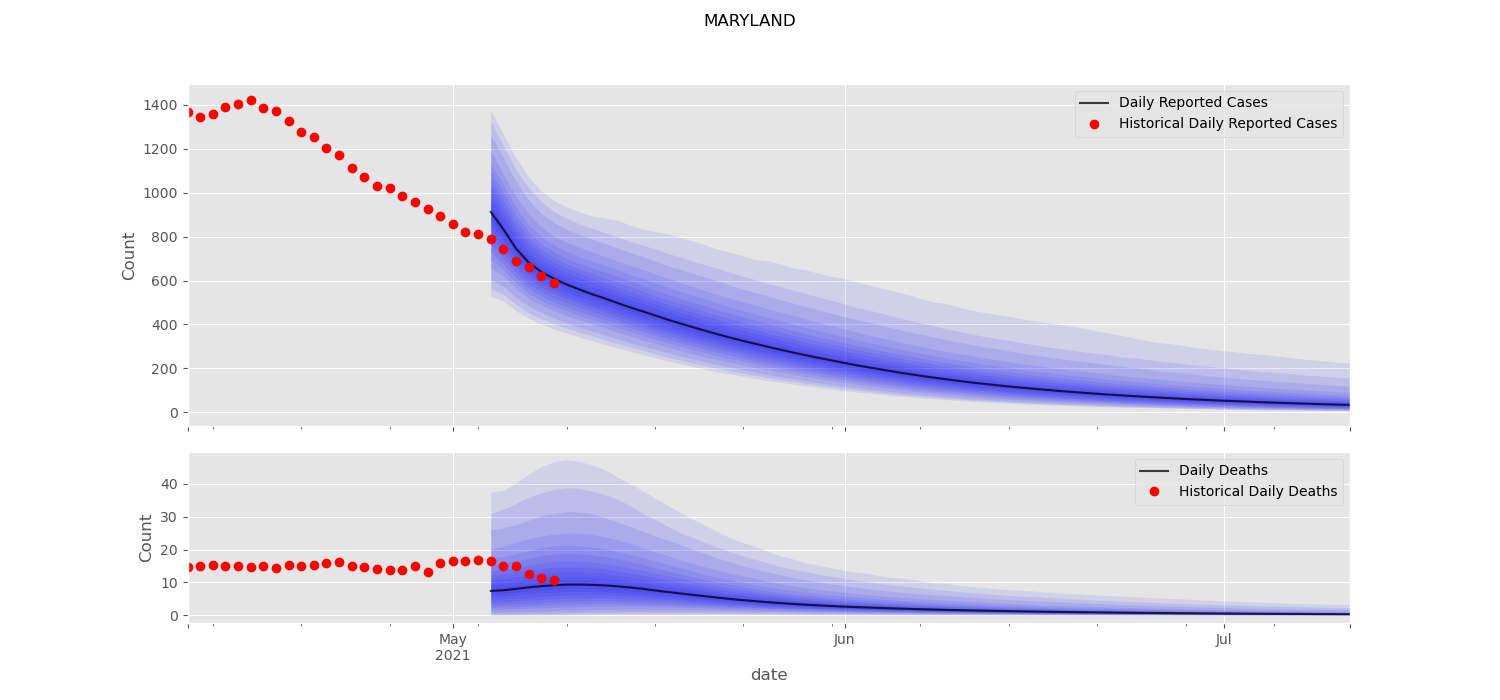 MARYLAND
Count
1400
1200
1000
800
600
400
200
0
Daily Reported Cases
Historical Daily Reported Cases
Count
40
30
20
10
0
Daily Deaths
Historical Daily Deaths
May
2021
Jun
Jul
date